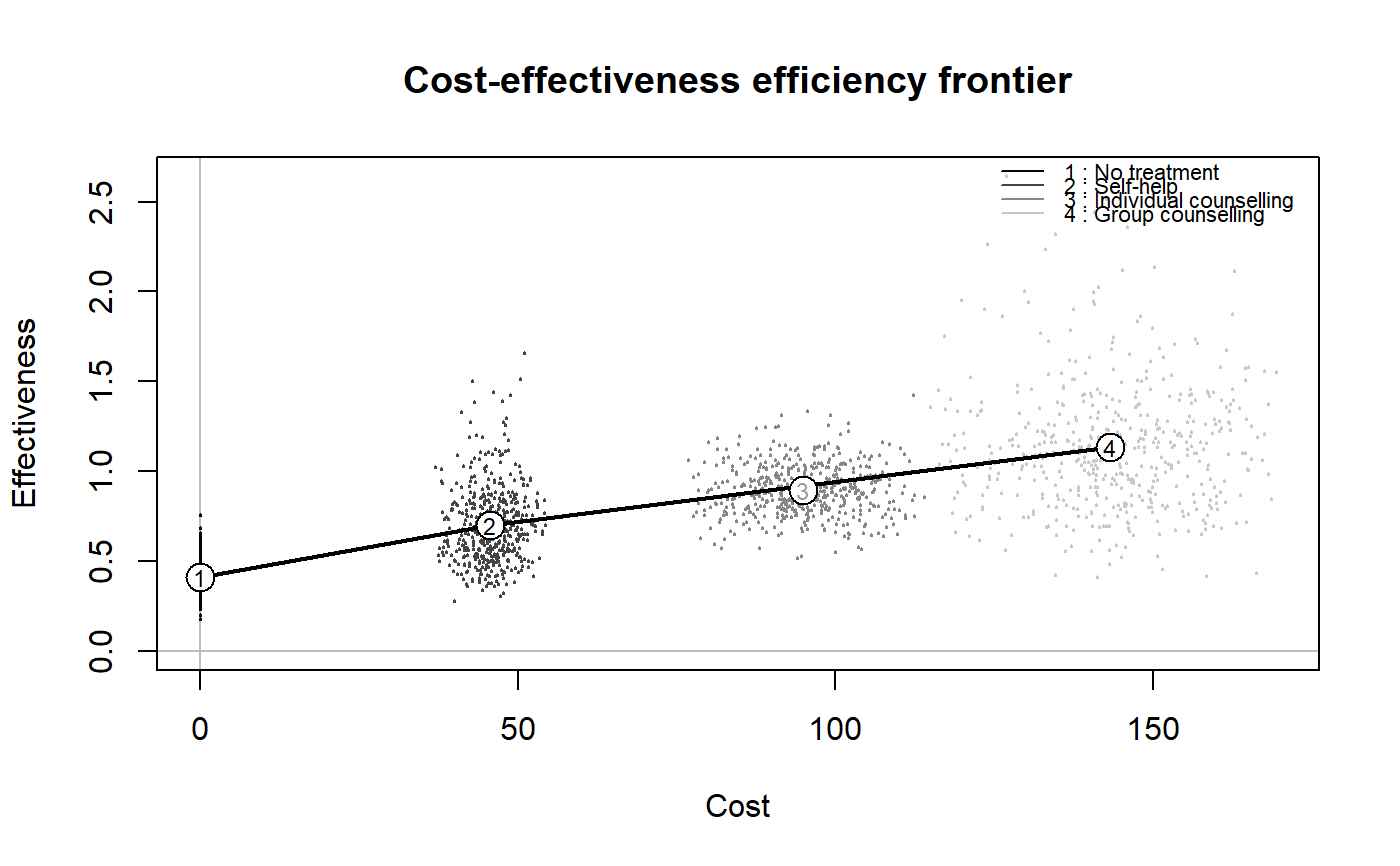 Cost-effectiveness efficiency frontier
1 : No treatment
2 : Self-help
3 : Individual counselling
4 : Group counselling
Effectiveness
2.5
2.0
1.5
1.0
0.5
0.0
1
2
3
4
0
50
100
150
Cost